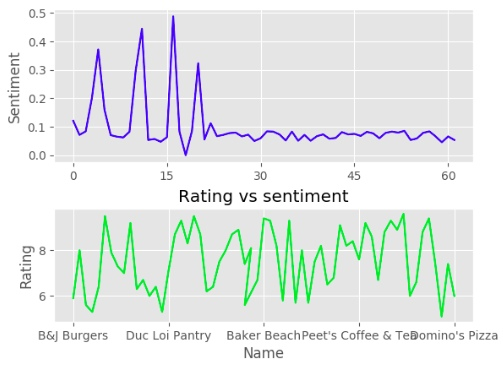 0.5
0.4
0.3
0.2
0.1
0.0
Sentiment
0 15 30 45 60
Rating vs sentiment
8
6
Rating
B&J Burgers Duc Loi Pantry Baker Beach Peet's Coffee & Tea Domino's Pizza
Name